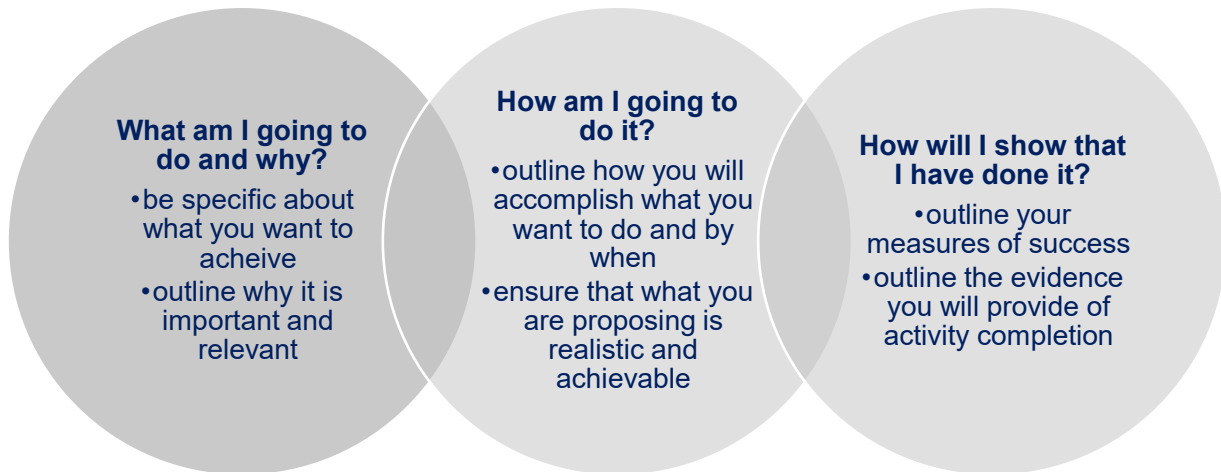 What am I going to
do and why?
•be specific about
what you want to
acheive
•outline why it is
important and
relevant
How am I going to
do it?
•outline how you will
accomplish what you
want to do and by
when
•ensure that what you
are proposing is
realistic and
achievable
How will I show that
I have done it?
•outline your
measures of success
•outline the evidence
you will provide of
activity completion